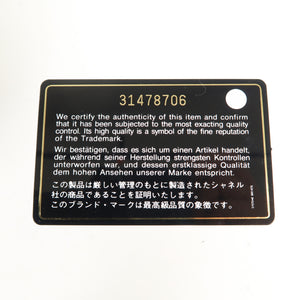 31478706
We certify the authenticity of this item and confirm
that it has been subjected to the most exacting quality
control. Its high quality is a symbol of the fine reputation
of the Trademark.
Wir bestätigen, dass es sich um einen Artikel handelt,
der während seiner Herstellung strengsten Kontrollen
unterworfen war, und dessen erstklassige Qualität
dem hohen Ansehen unserer Marke entspricht.
この製品は厳しい管理のもとに製造されたシャネル
社の商品であることを証明いたします。
このブランド・マークは最高級品質の象徴です。